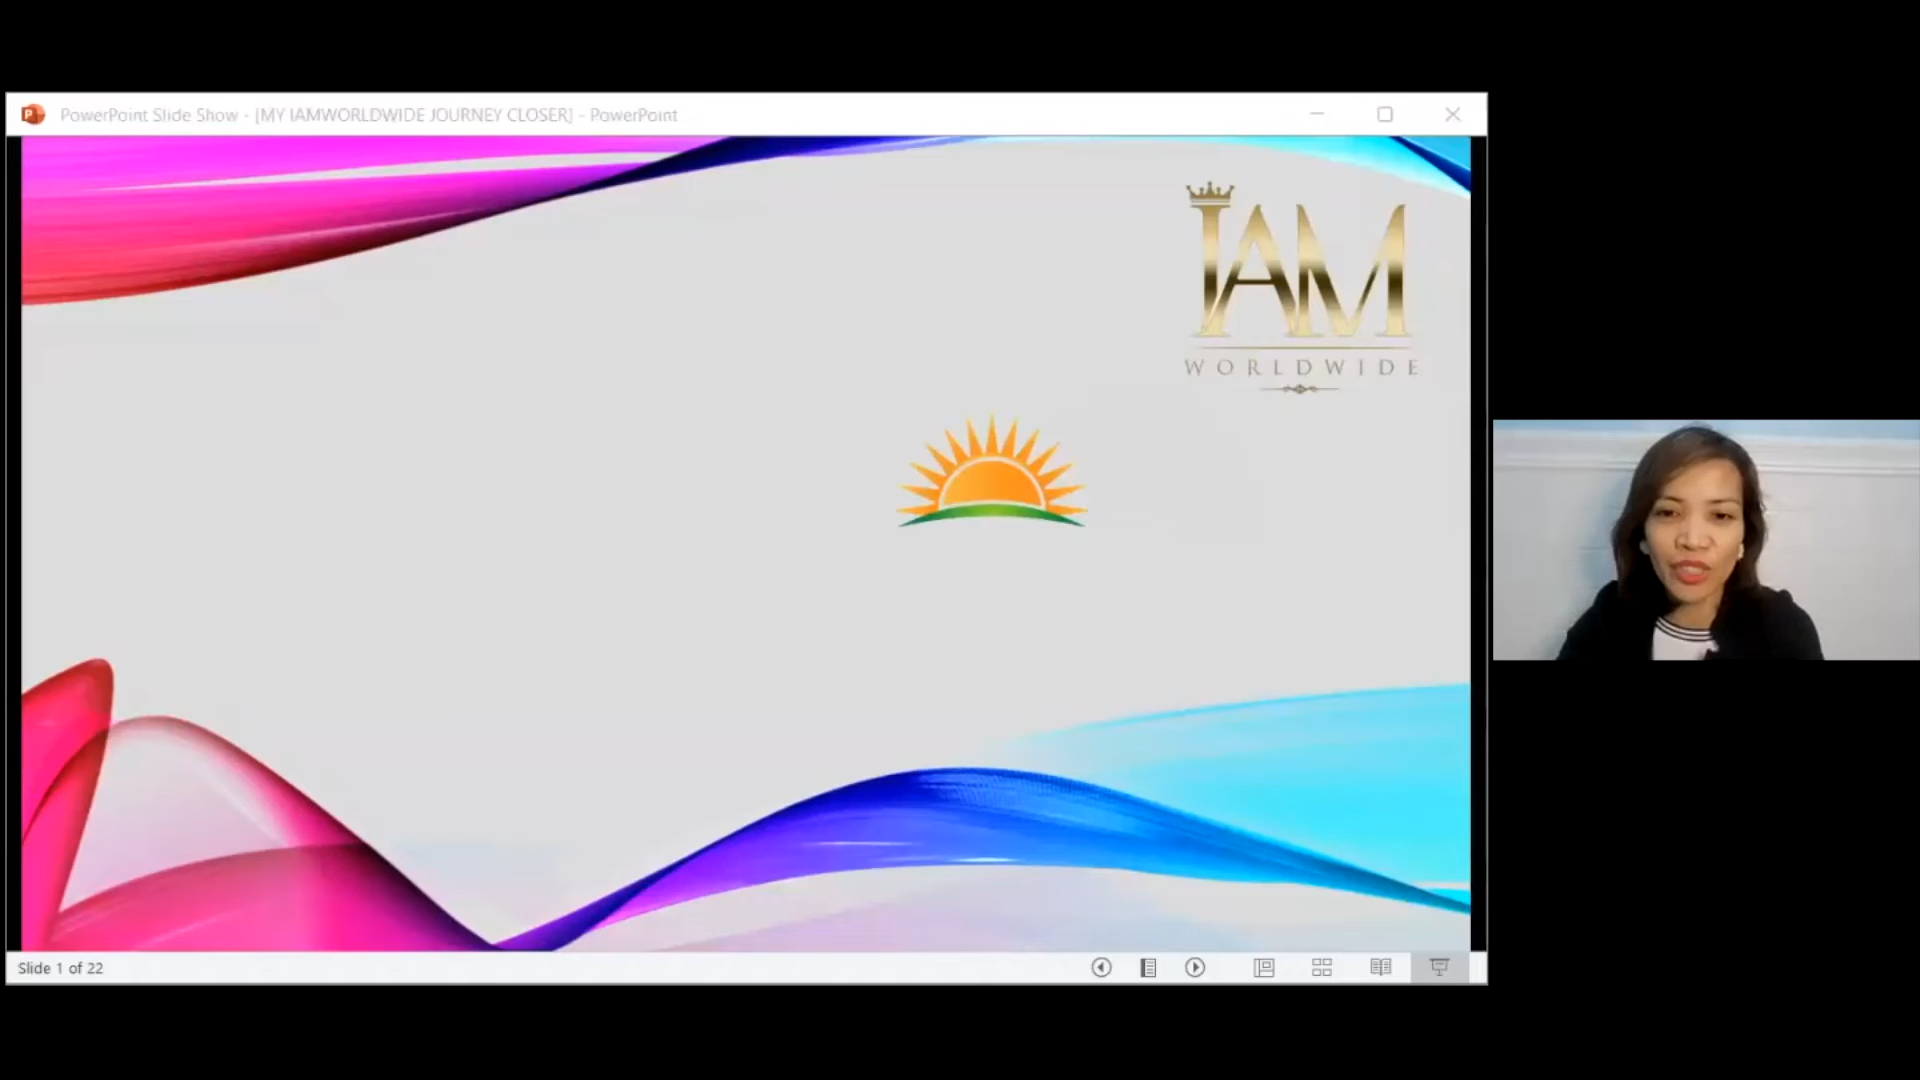 PowerPoint Slide Show - [MY IAMWORLDWIDE JOURNEY CLOSER] - PowerPoint
IAM
WORLDWIDE
Slide 1 of 22